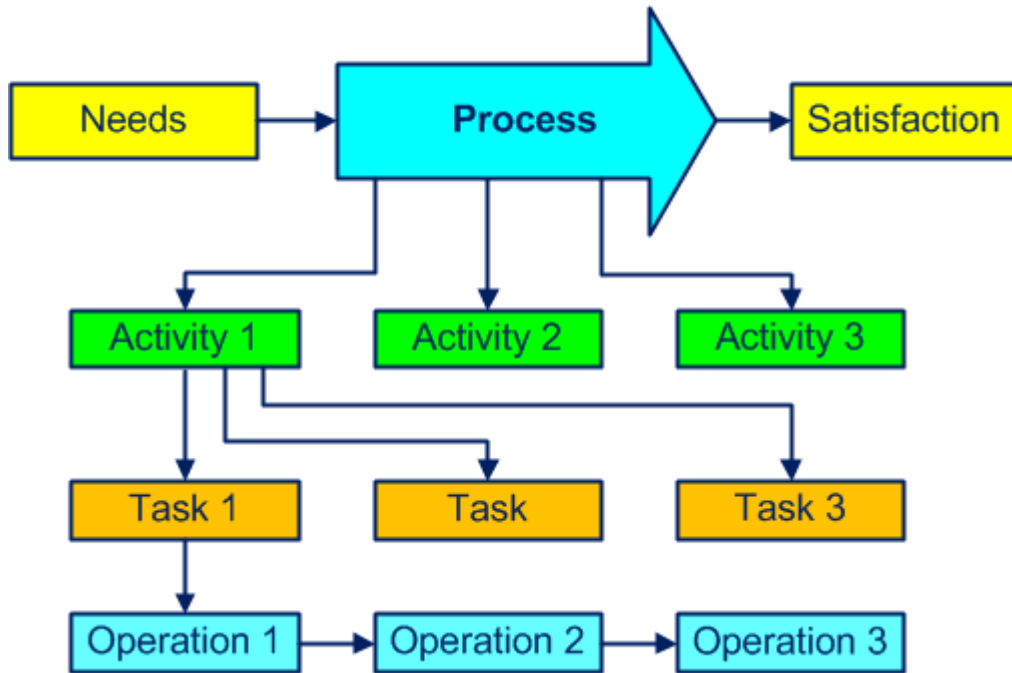 Needs
Process
Satisfaction
Activity 1
Activity 2
Activity 3
Task 1
Task
Task 3
Operation 1
Operation 2
Operation 3